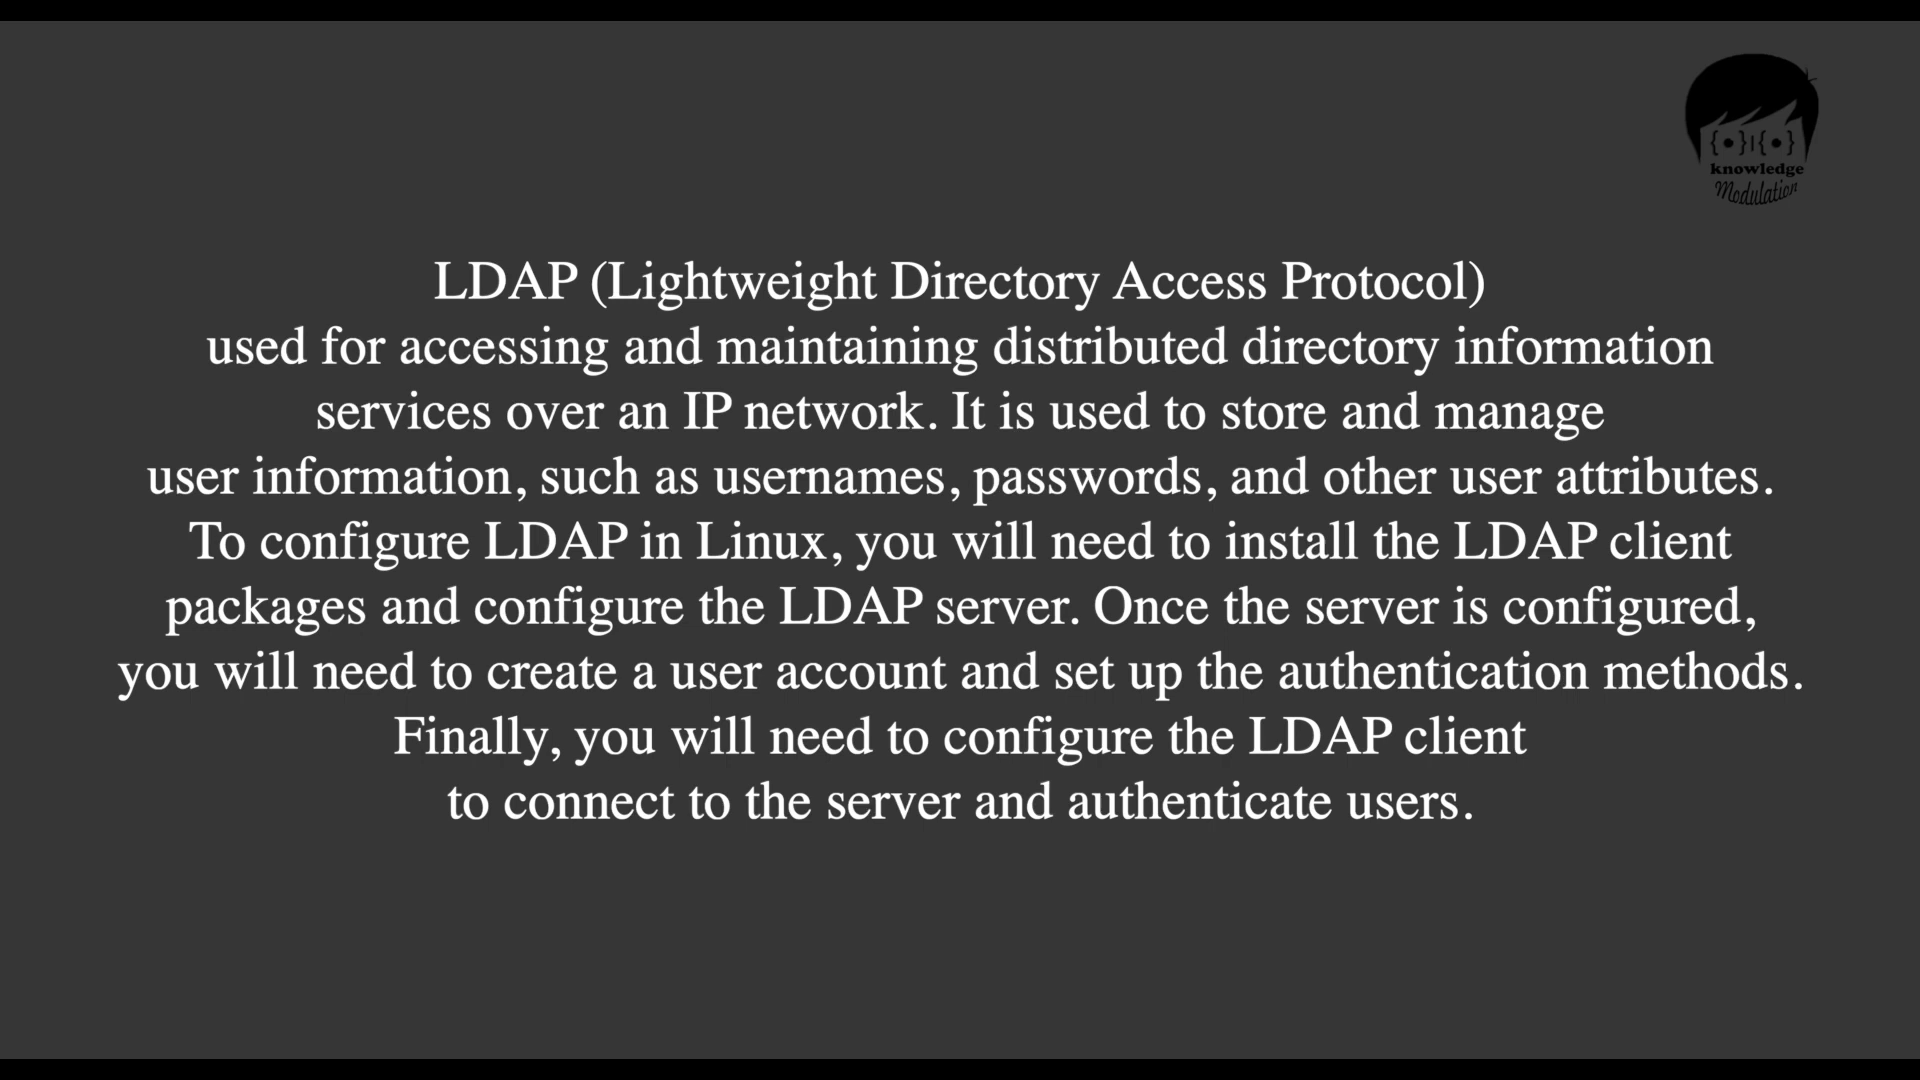 {•}|{•}
knowledge
Modulation
LDAP (Lightweight Directory Access Protocol)
used for accessing and maintaining distributed directory information
services over an IP network. It is used to store and manage
user information, such as usernames, passwords, and other user attributes.
To configure LDAP in Linux, you will need to install the LDAP client
packages and configure the LDAP server. Once the server is configured,
you will need to create a user account and set up the authentication methods.
Finally, you will need to configure the LDAP client
to connect to the server and authenticate users.